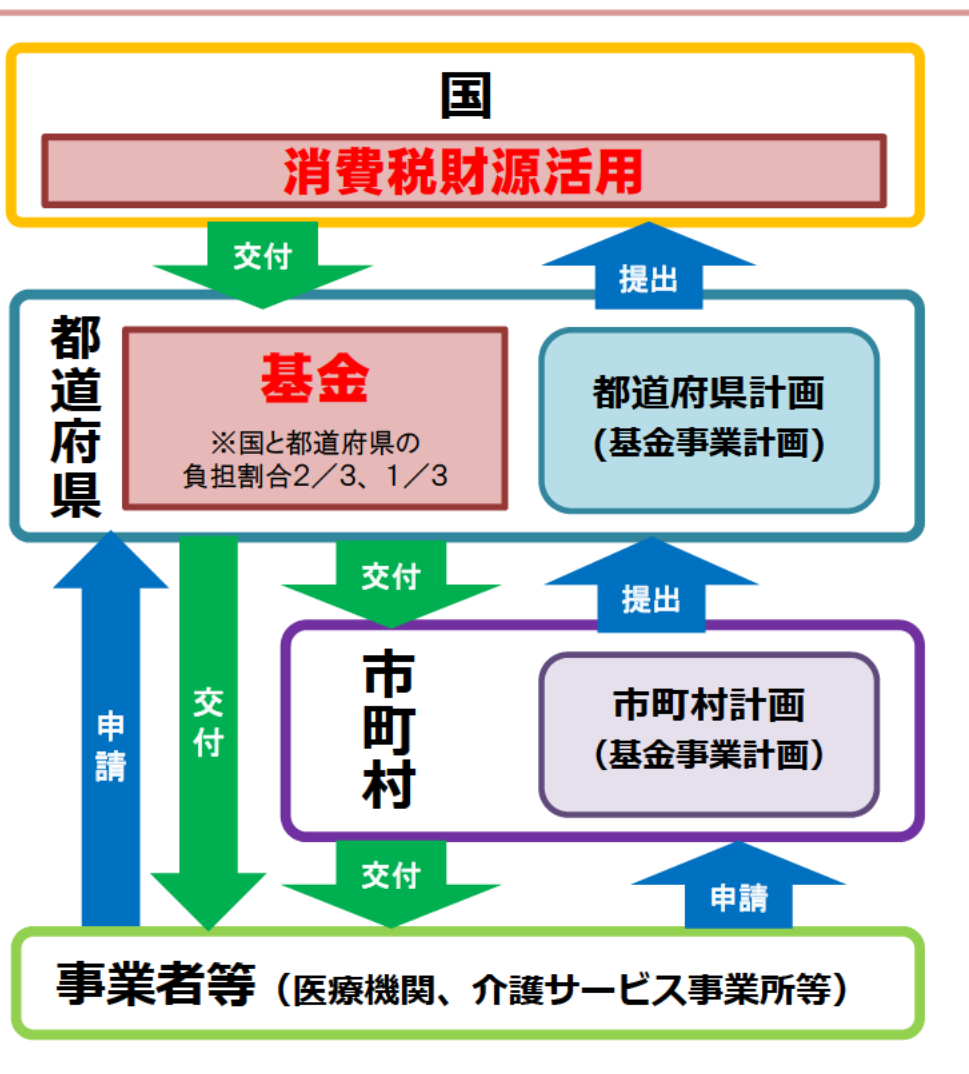 国
消費税財源活用
交付
提出
都道府県
基金
※国と都道府県の
負担割合2／3、1／3
都道府県計画
(基金事業計画)
交付
提出
申請
交付
市町村
市町村計画
(基金事業計画)
交付
申請
事業者等（医療機関、介護サービス事業所等）